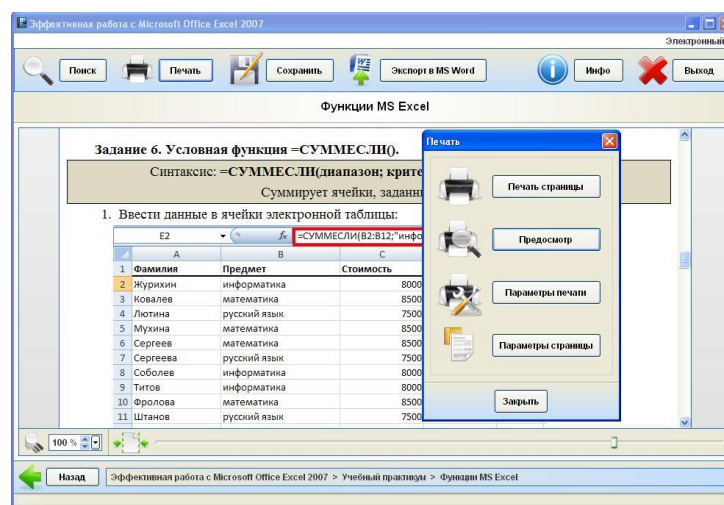 Эффективная работа с Microsoft Office Excel 2007
Электронный
Поиск Печать Сохранить Экспорт в MS Word Инфо Выход
Функции MS Excel
Задание 6. Условная функция =СУММЕСЛИ().
Синтаксис: =СУММЕСЛИ(диапазон; крите
Суммирует ячейки, заданны
1. Ввести данные в ячейки электронной таблицы:
E2 fx =СУММЕСЛИ(B2:B12;"инфо
A B C
1 Фамилия Предмет Стоимость
2 Журихин информатика 8000
3 Ковалев математика 8500
4 Лютина русский язык 7500
5 Мухина математика 8500
6 Сергеев математика 8500
7 Сергеева русский язык 7500
8 Соболев информатика 8000
9 Титов информатика 8000
10 Фролова математика 8500
11 Штанов русский язык 7500
Печать
Печать страницы
Предосмотр
Параметры печати
Параметры страницы
Закрыть
100 %
Назад Эффективная работа с Microsoft Office Excel 2007 > Учебный практикум > Функции MS Excel